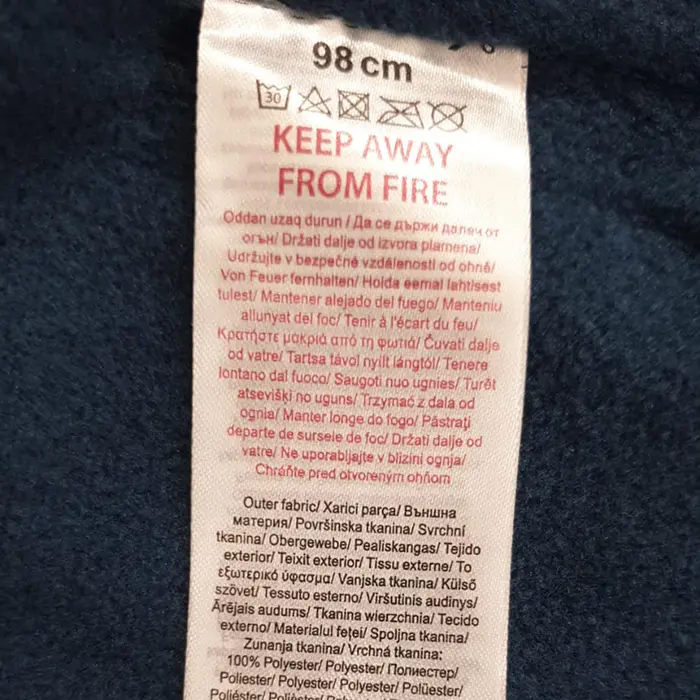 98 cm
30
KEEP AWAY
FROM FIRE
Oddan uzaq durun / Да се държи далеч от
огън/ Držati dalje od izvora plamena/
Udržujte v bezpečné vzdálenosti od ohně/
Von Feuer fernhalten/ Hoida eemal lahtisest
tulest/ Mantener alejado del fuego/ Manteniu
allunyat del foc/ Tenir à l'écart du feu/
Κρατήστε μακριά από τη φωτιά/ Čuvati dalje
od vatre/ Tartsa távol nyílt lángtól/ Tenere
lontano dal fuoco/ Saugoti nuo ugnies/ Turēt
atsevišķi no uguns/ Trzymać z dala od
ognia/ Manter longe do fogo/ Păstraţi
departe de sursele de foc/ Držati dalje od
vatre/ Ne uporabljajte v bližini ognja/
Chráňte pred otvoreným ohňom
Outer fabric/ Xarici parça/ Външна
материя/ Površinska tkanina/ Svrchní
tkanina/ Obergewebe/ Pealiskangas/ Tejido
exterior/ Teixit exterior/ Tissu externe/ Το
εξωτερικό ύφασμα/ Vanjska tkanina/ Külső
szövet/ Tessuto esterno/ Viršutinis audinys/
Ārējais audums/ Tkanina wierzchnia/ Tecido
externo/ Materialul feţei/ Spoljna tkanina/
Zunanja tkanina/ Vrchná tkanina:
100% Polyester/ Polyester/ Полиестер/
Poliester/ Polyester/ Polyester/ Polüester/
Poliéster/ Polièster/